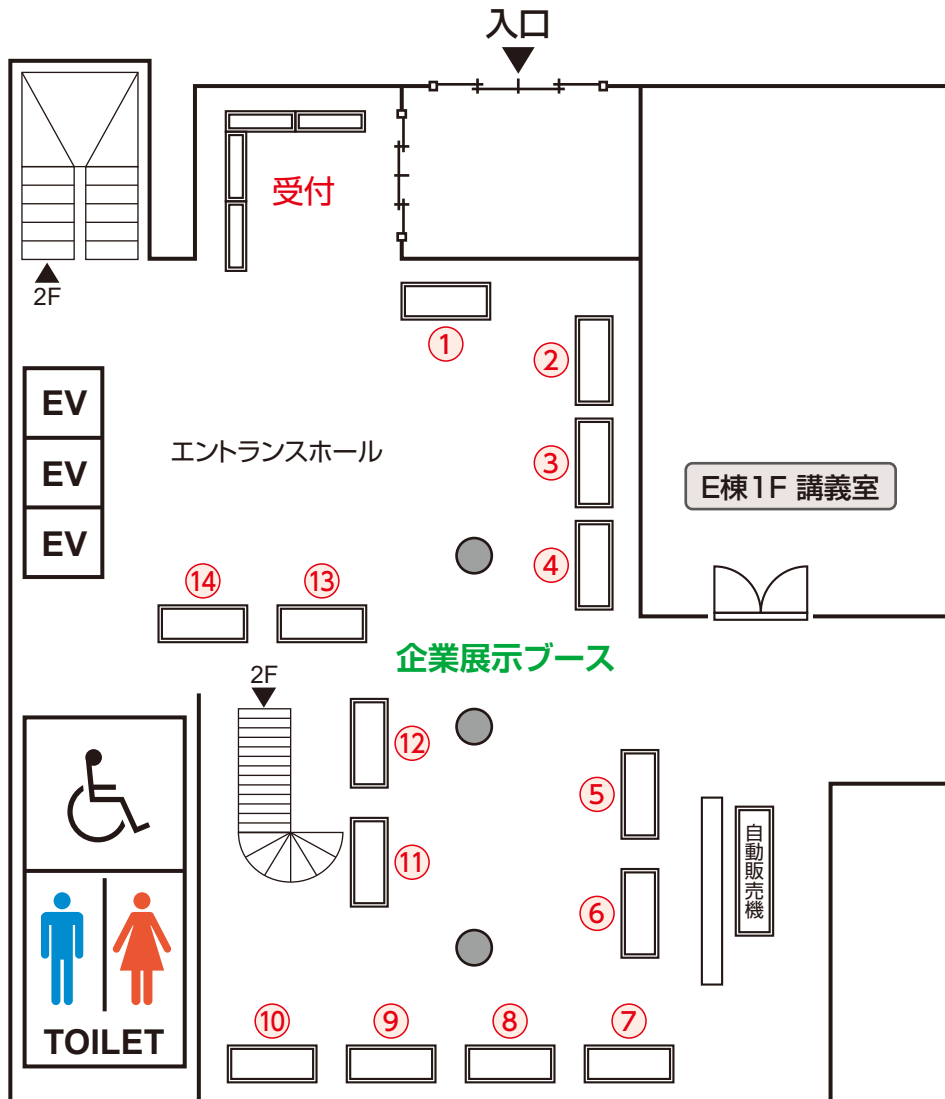 入口
受付
2F
①
②
EV
エントランスホール
③
EV
E棟1F 講義室
EV
④
⑭
⑬
企業展示ブース
2F
⑫
⑤
自動販売機
⑪
⑥
TOILET
⑩
⑨
⑧
⑦